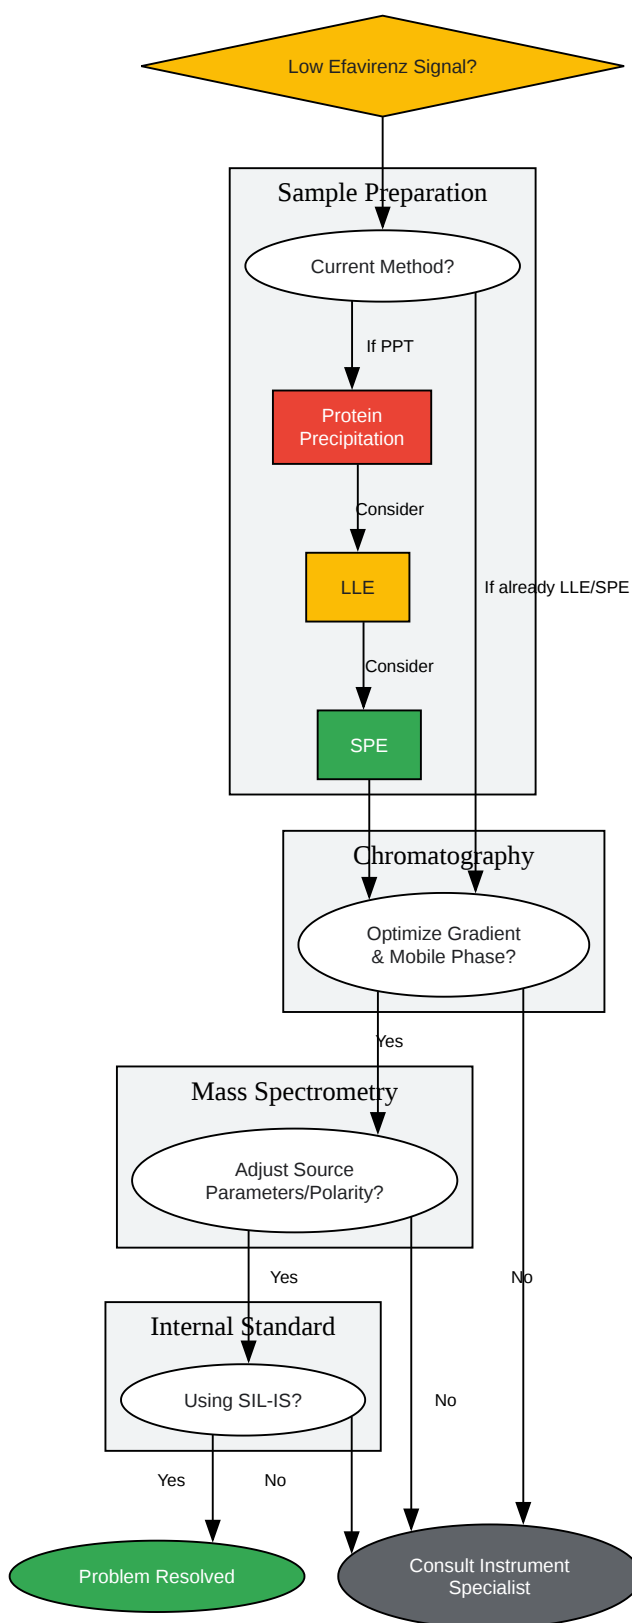 Low Efavirenz Signal?
Sample Preparation
Current Method?
If PPT
Protein
Precipitation
Consider
LLE
If already LLE/SPE
Consider
SPE
Chromatography
Optimize Gradient
& Mobile Phase?
Yes
Mass Spectrometry
Adjust Source
Parameters/Polarity?
Yes
No
Internal Standard
Using SIL-IS?
No
Yes
No
Problem Resolved
Consult Instrument
Specialist